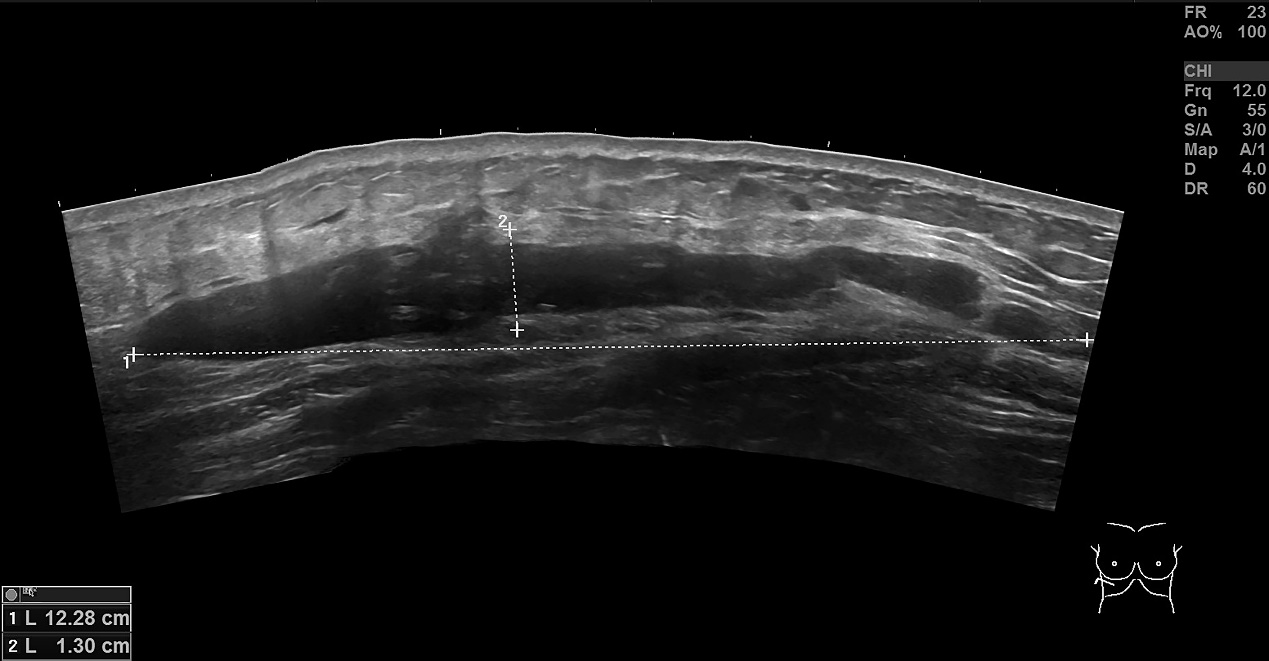 FR 23
AO% 100
CHI
Frq 12.0
Gn 55
S/A 3/0
Map A/1
D 4.0
DR 60
2
1
1 L 12.28 cm
2 L 1.30 cm